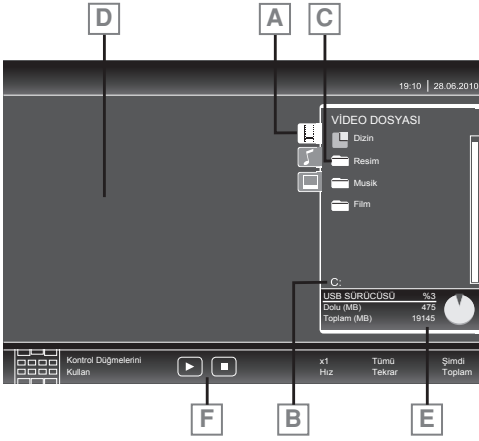 D A C
19:10 | 28.06.2010
VİDEO DOSYASI
Dizin
Resim
Musik
Film
C:
USB SÜRÜCÜSÜ %3
Dolu (MB) 475
Toplam (MB) 19145
Kontrol Düğmelerini
Kullan
x1 Tümü Şimdi
Hız Tekrar Toplam
F B E